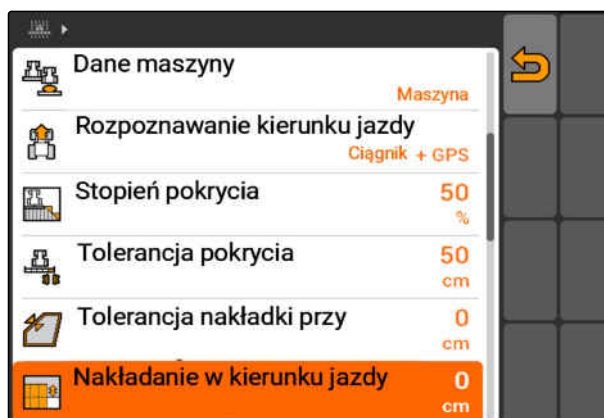 Dane maszyny
Maszyna
Rozpoznawanie kierunku jazdy
Ciągnik + GPS
Stopień pokrycia
50
%
Tolerancja pokrycia
50
cm
Tolerancja nakładki przy
0
cm
Nakładanie w kierunku jazdy
0
cm